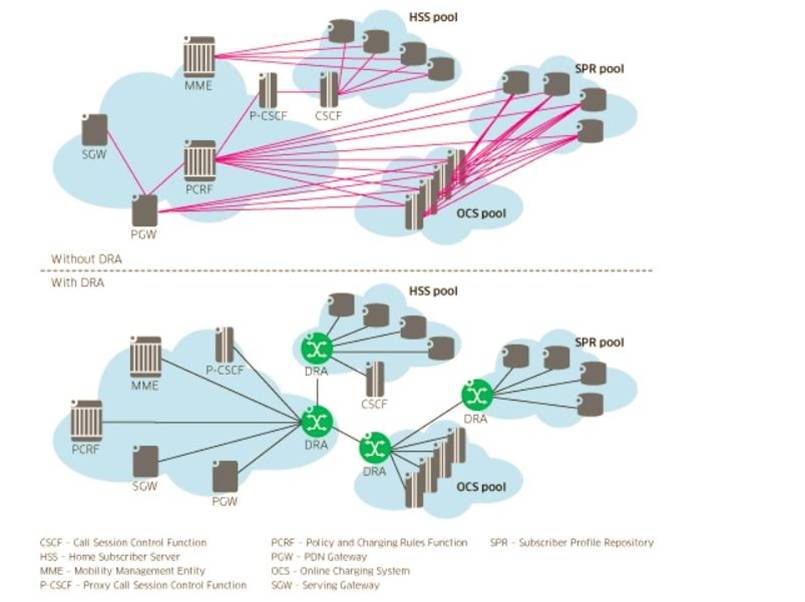 HSS pool
SPR pool
MME
P-CSCF
CSCF
SGW
PCRF
OCS pool
PGW
Without DRA
With DRA
HSS pool
SPR pool
P-CSCF
DRA
MME
CSCF
DRA
PCRF
DRA
DRA
SGW
PGW
OCS pool
CSCF - Call Session Control Function
HSS - Home Subscriber Server
MME - Mobility Management Entity
P-CSCF - Proxy Call Session Control Function
PCRF - Policy and Charging Rules Function
PGW - PDN Gateway
OCS - Online Charging System
SGW - Serving Gateway
SPR - Subscriber Profile Repository